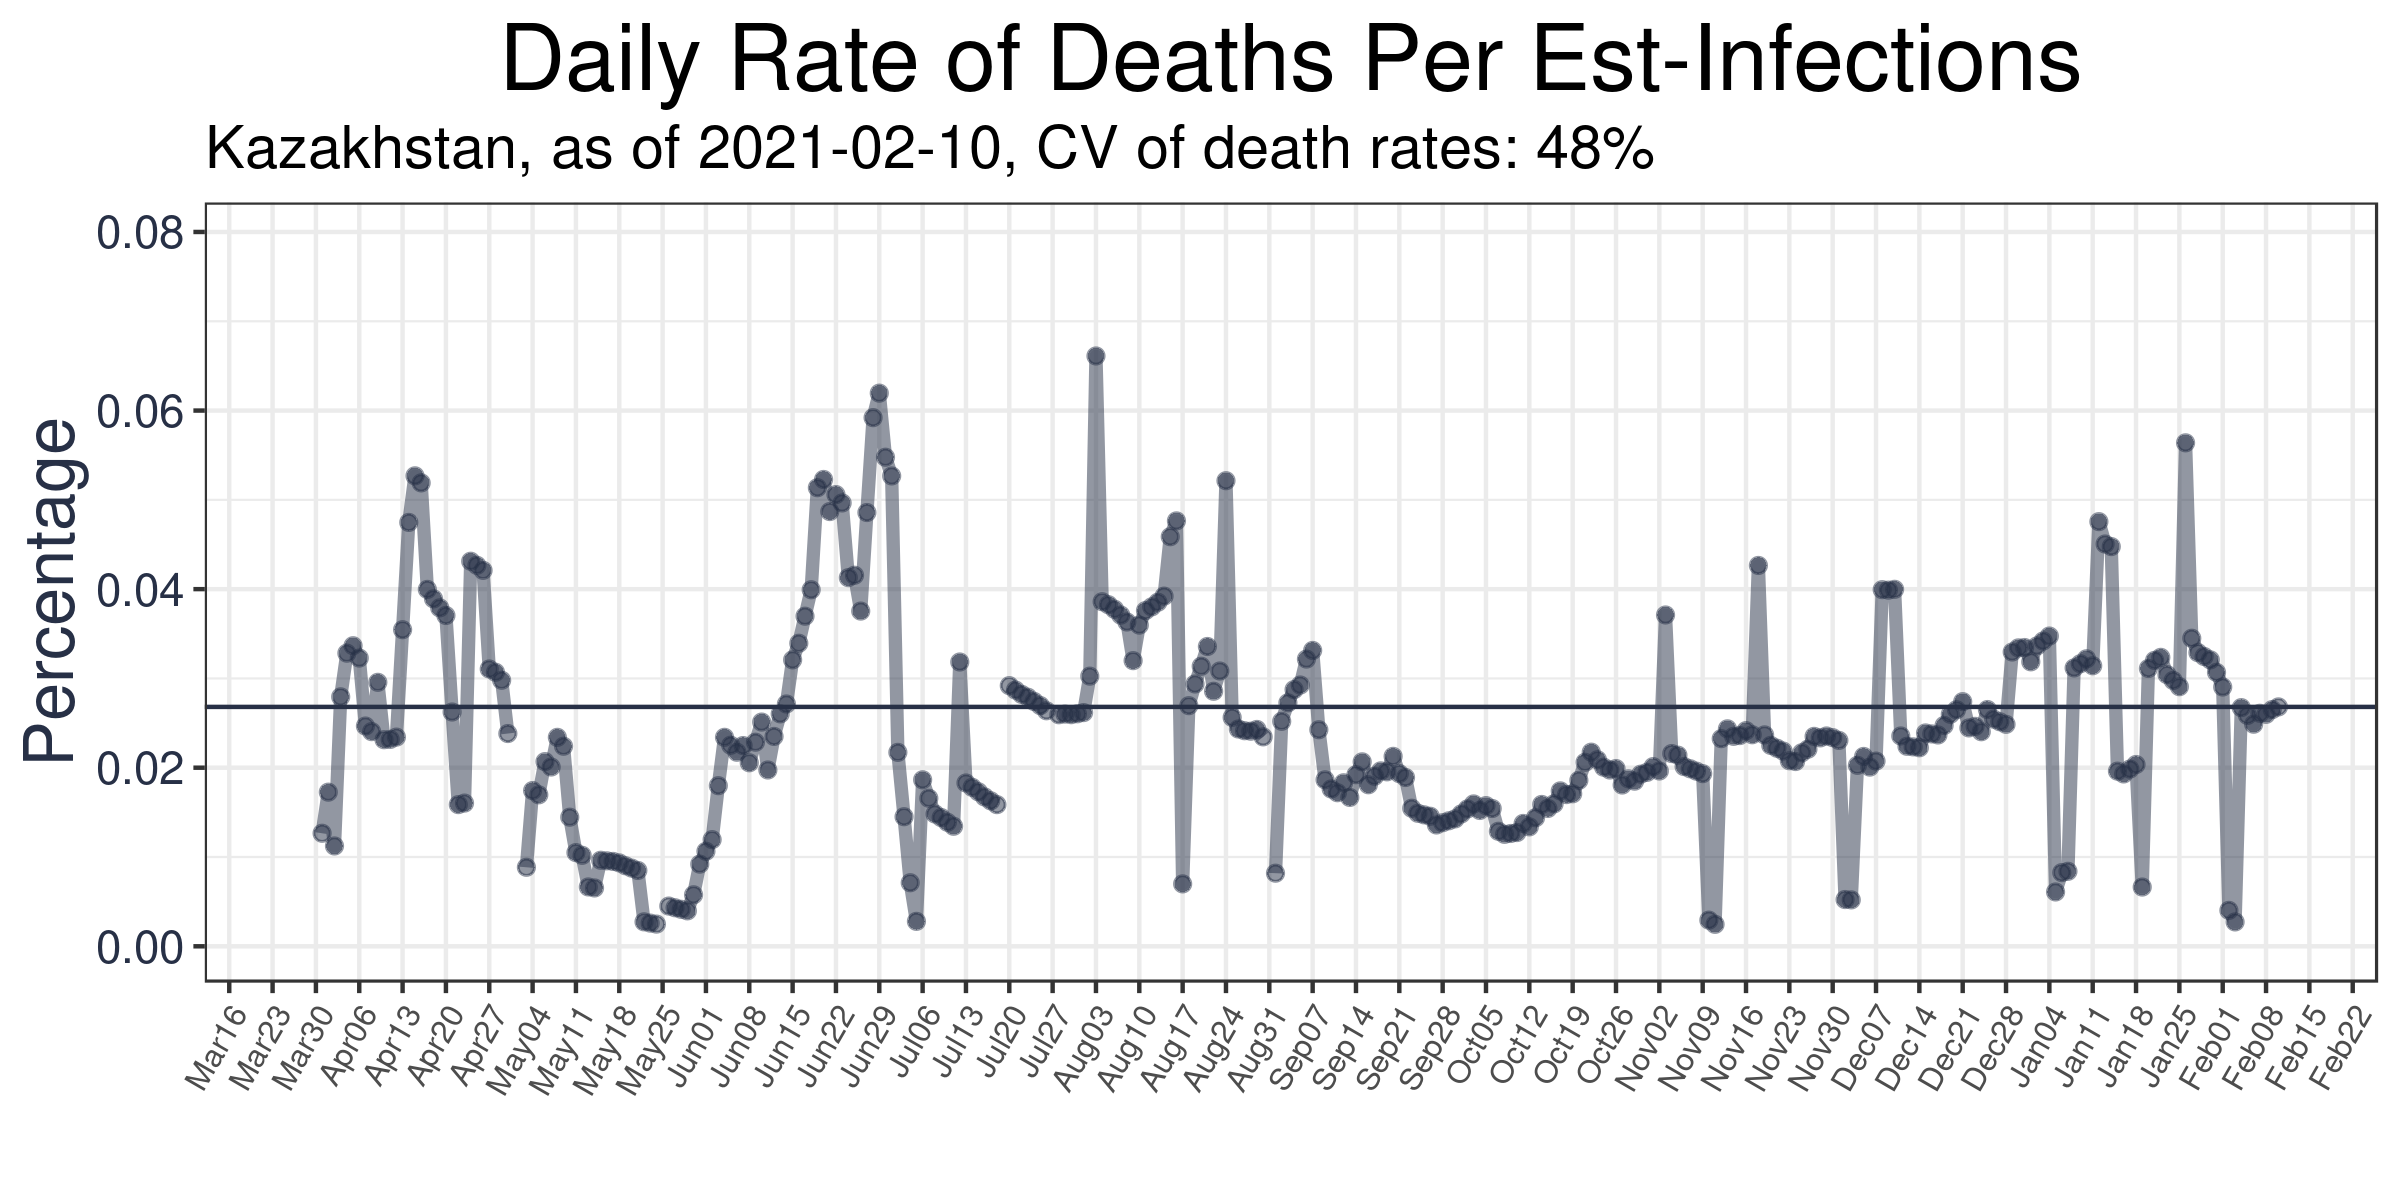 Daily Rate of Deaths Per Est-Infections
Kazakhstan, as of 2021-02-10, CV of death rates: 48%
Percentage
0.08
0.06
0.04
0.02
0.00
Mar16
Mar23
Mar30
Apr06
Apr13
Apr20
Apr27
May04
May11
May18
May25
Jun01
Jun08
Jun15
Jun22
Jun29
Jul06
Jul13
Jul20
Jul27
Aug03
Aug10
Aug17
Aug24
Aug31
Sep07
Sep14
Sep21
Sep28
Oct05
Oct12
Oct19
Oct26
Nov02
Nov09
Nov16
Nov23
Nov30
Dec07
Dec14
Dec21
Dec28
Jan04
Jan11
Jan18
Jan25
Feb01
Feb08
Feb15
Feb22